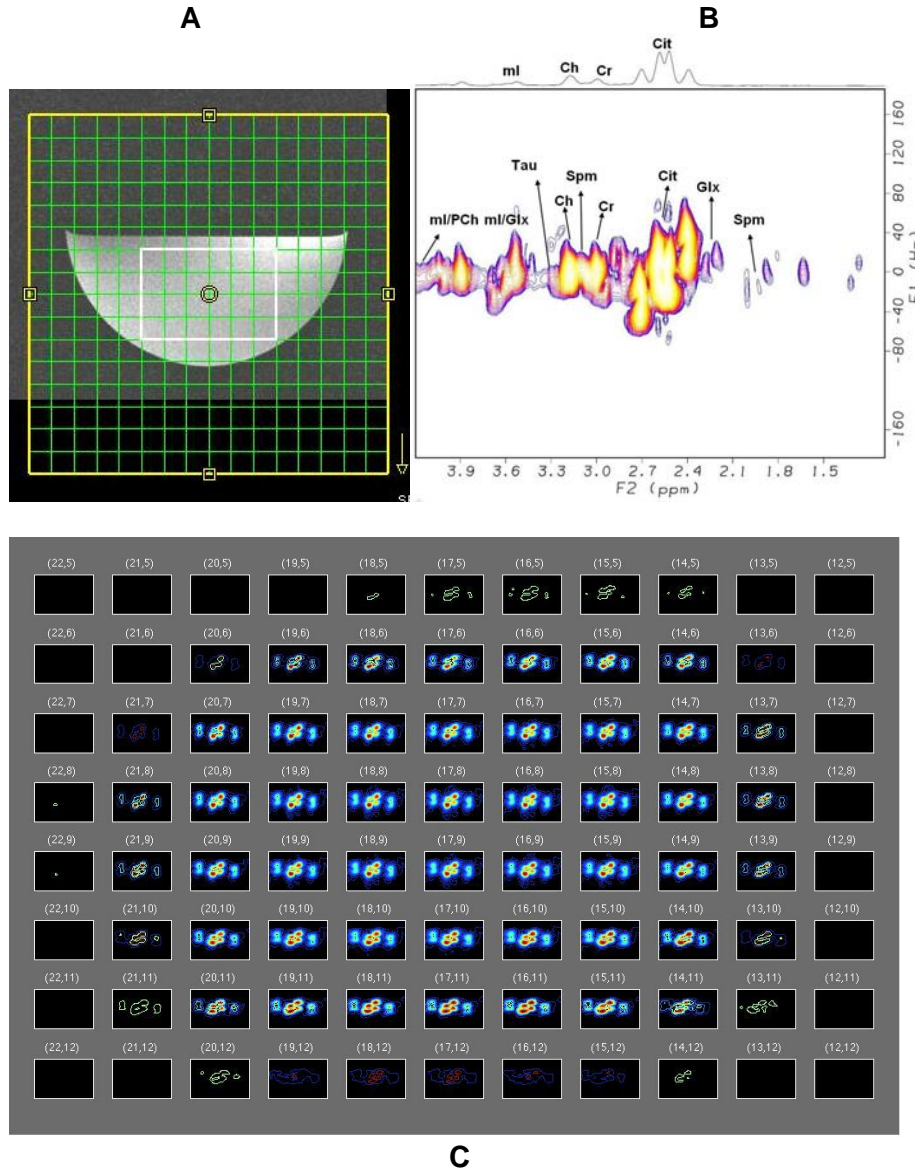 A B
Cit
mI Ch Cr
160
120
Tau Spm Cit Glx
80
mI/PCh mI/Glx Ch Cr Spm
40
0
F1 (Hz)
-40
-80
-160
3.9 3.6 3.3 3.0 2.7 2.4 2.1 1.8 1.5
F2 (ppm)
(22,5) (21,5) (20,5) (19,5) (18,5) (17,5) (16,5) (15,5) (14,5) (13,5) (12,5)
(22,6) (21,6) (20,6) (19,6) (18,6) (17,6) (16,6) (15,6) (14,6) (13,6) (12,6)
(22,7) (21,7) (20,7) (19,7) (18,7) (17,7) (16,7) (15,7) (14,7) (13,7) (12,7)
(22,8) (21,8) (20,8) (19,8) (18,8) (17,8) (16,8) (15,8) (14,8) (13,8) (12,8)
(22,9) (21,9) (20,9) (19,9) (18,9) (17,9) (16,9) (15,9) (14,9) (13,9) (12,9)
(22,10) (21,10) (20,10) (19,10) (18,10) (17,10) (16,10) (15,10) (14,10) (13,10) (12,10)
(22,11) (21,11) (20,11) (19,11) (18,11) (17,11) (16,11) (15,11) (14,11) (13,11) (12,11)
(22,12) (21,12) (20,12) (19,12) (18,12) (17,12) (16,12) (15,12) (14,12) (13,12) (12,12)
C